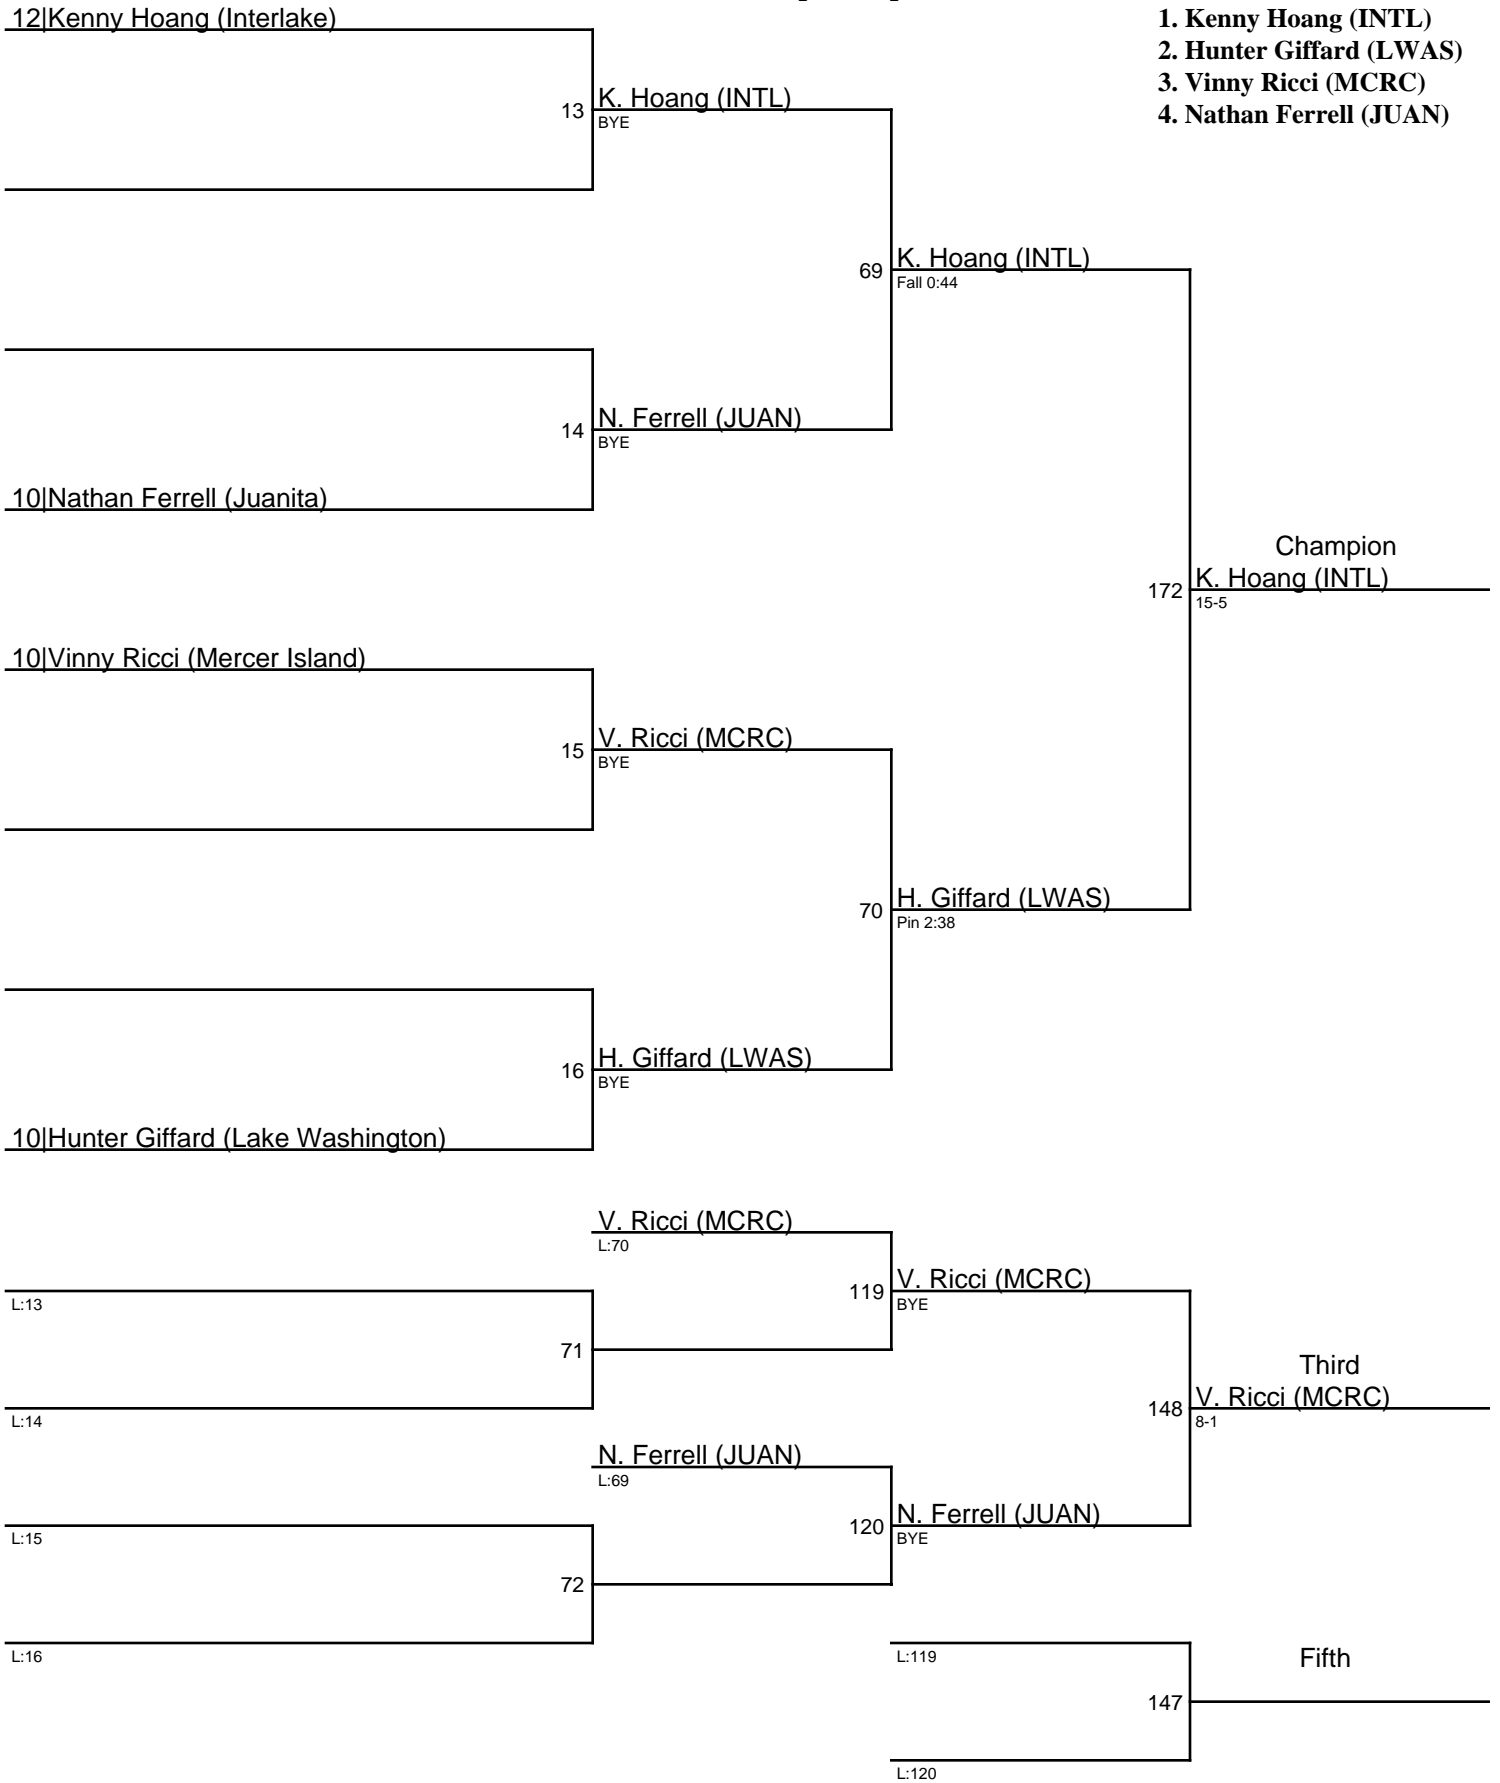 12|Kenny Hoang (Interlake)
1. Kenny Hoang (INTL)
2. Hunter Giffard (LWAS)
3. Vinny Ricci (MCRC)
4. Nathan Ferrell (JUAN)
13 K. Hoang (INTL)
BYE
69 K. Hoang (INTL)
Fall 0:44
14 N. Ferrell (JUAN)
BYE
10|Nathan Ferrell (Juanita)
Champion
172 K. Hoang (INTL)
15-5
10|Vinny Ricci (Mercer Island)
15 V. Ricci (MCRC)
BYE
70 H. Giffard (LWAS)
Pin 2:38
16 H. Giffard (LWAS)
BYE
10|Hunter Giffard (Lake Washington)
V. Ricci (MCRC)
L:70
119 V. Ricci (MCRC)
BYE
L:13
71
Third
148 V. Ricci (MCRC)
8-1
L:14
N. Ferrell (JUAN)
L:69
120 N. Ferrell (JUAN)
BYE
L:15
72
L:16
L:119
Fifth
147
L:120